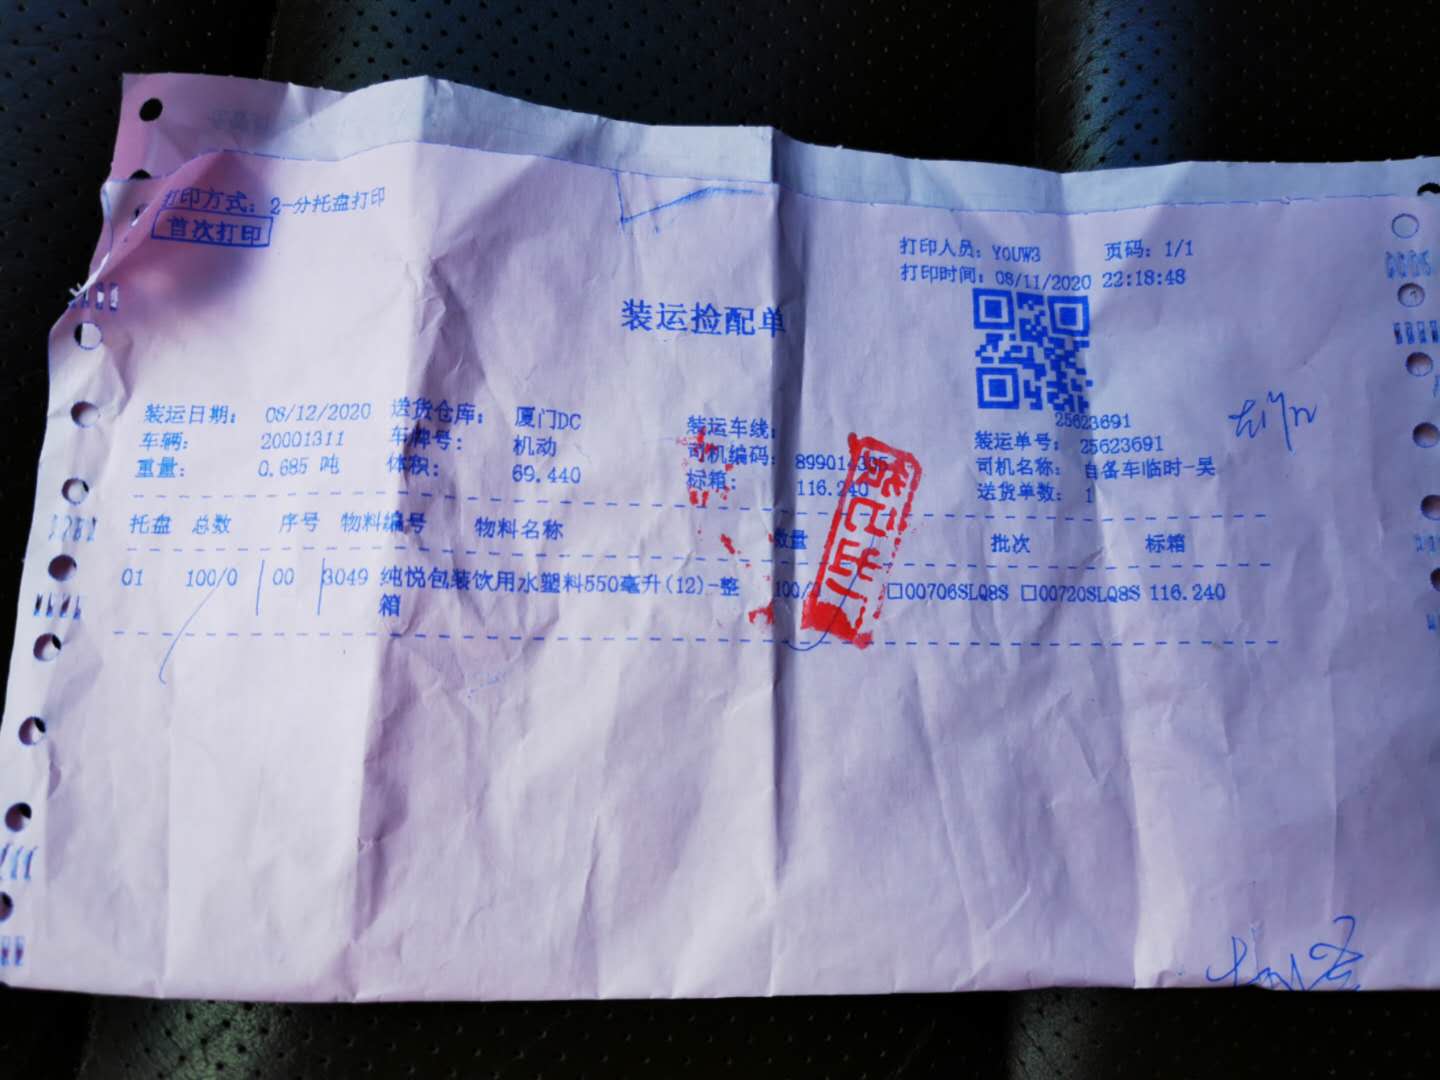 打印方式：2-分托盘打印
首次打印
打印人员：YOUW3 页码：1/1
打印时间：08/11/2020 22:18:48
装运捡配单
25623691
装运日期： 08/12/2020 送货仓库： 厦门DC 装运车线： 装运单号：25623691
车辆： 20001311 车牌号： 机动 司机编码： 司机名称：自备车临时-吴
重量： 0.685 吨 体积： 69.440 标箱： 116.240 送货单数：1
托盘 总数 序号 物料编号 物料名称 数量 批次 标箱
01 100/0 00 3049 纯悦包装饮用水塑料550毫升(12)-整 □00706SLQ8S □00720SLQ8S 116.240
箱